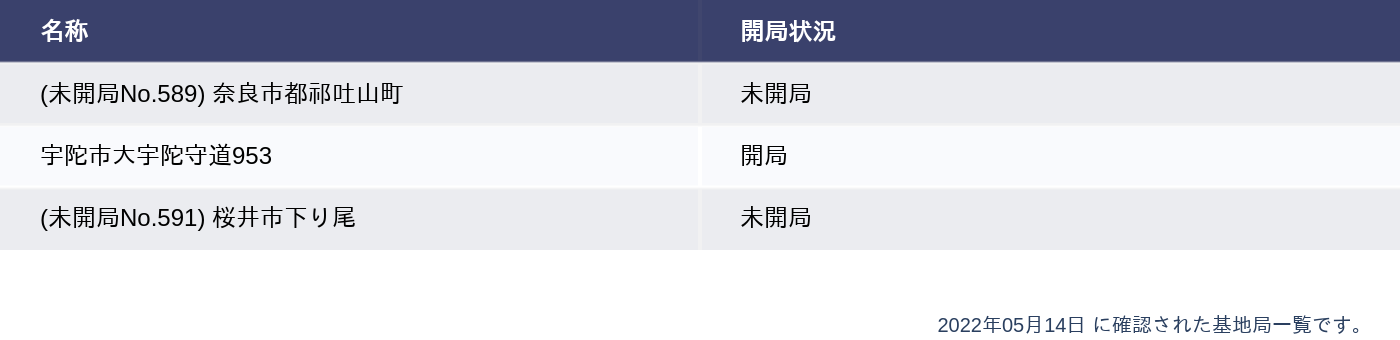 名称 開局状況
(未開局No.589) 奈良市都祁吐山町 未開局
宇陀市大宇陀守道953 開局
(未開局No.591) 桜井市下り尾 未開局
2022年05月14日 に確認された基地局一覧です。